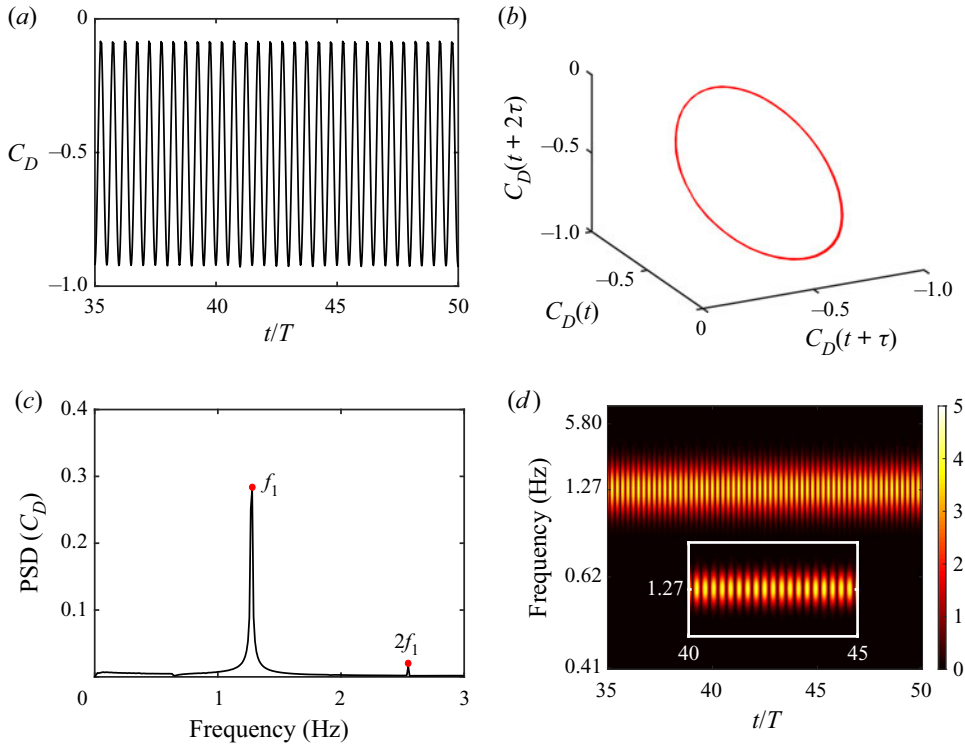 (a)
0
−0.5
−1.0
C_D
35
40
45
50
t/T
(b)
0
−0.5
−1.0
C_D(t + 2τ)
−0.5
0
C_D(t)
−0.5
−1.0
C_D(t + τ)
(c)
0.4
0.3
0.2
0.1
0
1
2
3
PSD (C_D)
f_1
2f_1
Frequency (Hz)
(d)
5.80
1.27
0.62
0.41
Frequency (Hz)
1.27
40
45
35
40
45
50
t/T
5
4
3
2
1
0